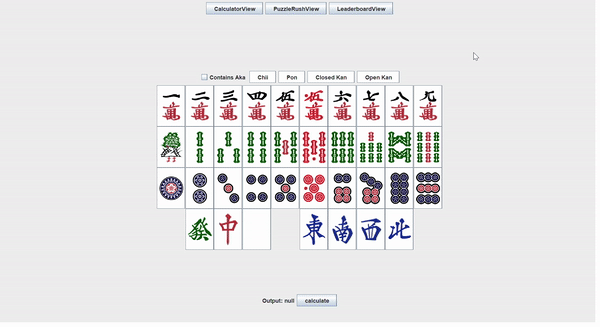 CalculatorView PuzzleRushView LeaderboardView
Contains Aka Chii Pon Closed Kan Open Kan
一 二 三 四 伍 伍 六 七 八 九
萬 萬 萬 萬 萬 萬 萬 萬 萬 萬
發 中 東 南 西 北
Output: null calculate